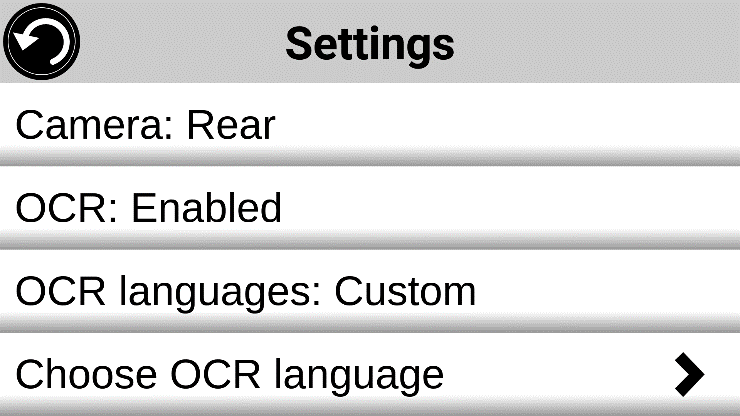 Settings
Camera: Rear
OCR: Enabled
OCR languages: Custom
Choose OCR language